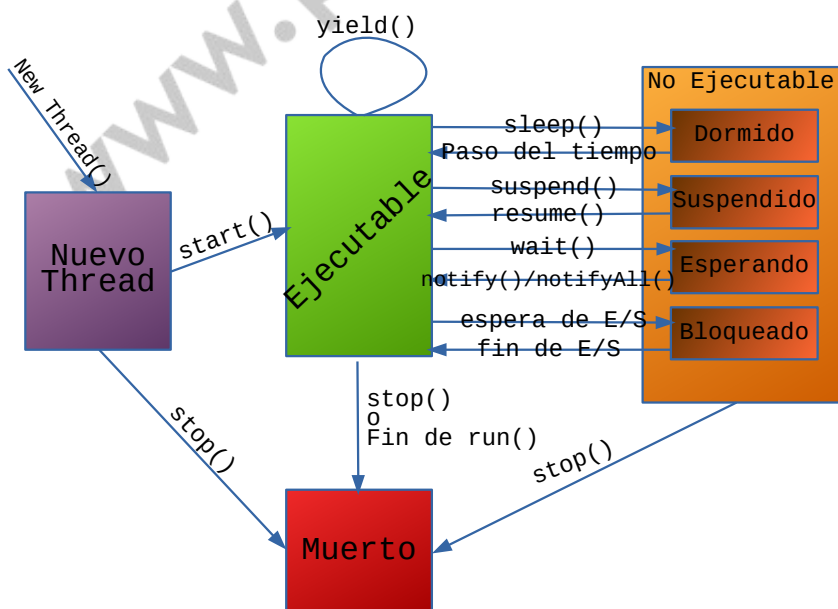 www.
yield()
New Thread()
No Ejecutable
sleep()
Dormido
Paso del tiempo
suspend()
Suspendido
resume()
Nuevo
Thread
start()
Ejecutable
wait()
Esperando
notify()/notifyAll()
espera de E/S
Bloqueado
fin de E/S
stop()
stop()
o
Fin de run()
stop()
Muerto